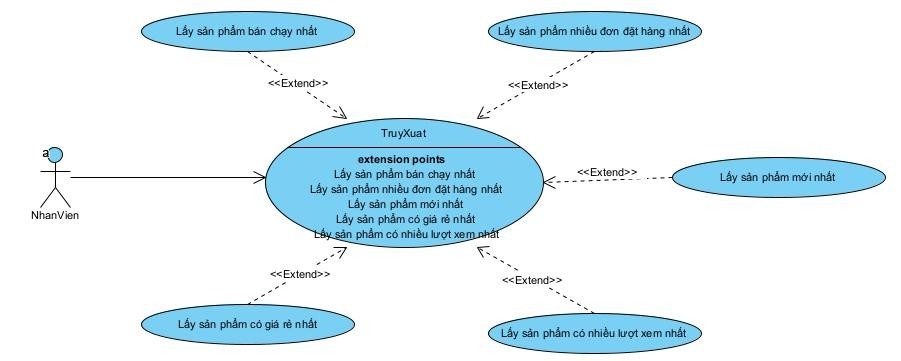 Lấy sản phẩm bán chạy nhất
Lấy sản phẩm nhiều đơn đặt hàng nhất
<<Extend>>
<<Extend>>
TruyXuat
extension points
Lấy sản phẩm bán chạy nhất
Lấy sản phẩm nhiều đơn đặt hàng nhất
Lấy sản phẩm mới nhất
Lấy sản phẩm có giá rẻ nhất
Lấy sản phẩm có nhiều lượt xem nhất
a
NhanVien
<<Extend>>
Lấy sản phẩm mới nhất
<<Extend>>
<<Extend>>
Lấy sản phẩm có giá rẻ nhất
Lấy sản phẩm có nhiều lượt xem nhất